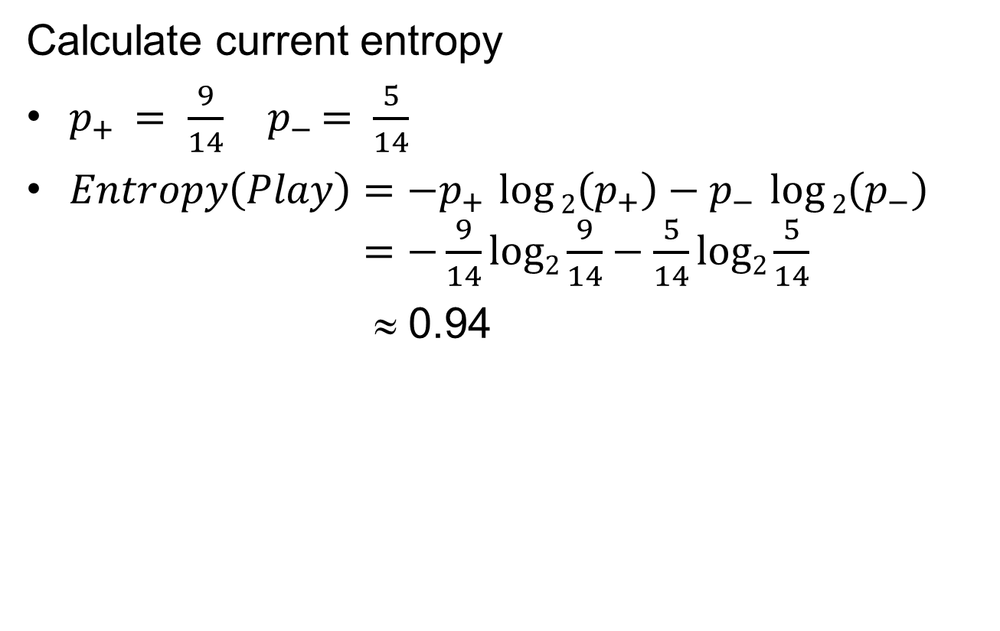 Calculate current entropy
• p₊ = 9/14 p₋ = 5/14
• Entropy(Play) = −p₊ log₂(p₊) − p₋ log₂(p₋)
= − 9/14 log₂ 9/14 − 5/14 log₂ 5/14
≈ 0.94